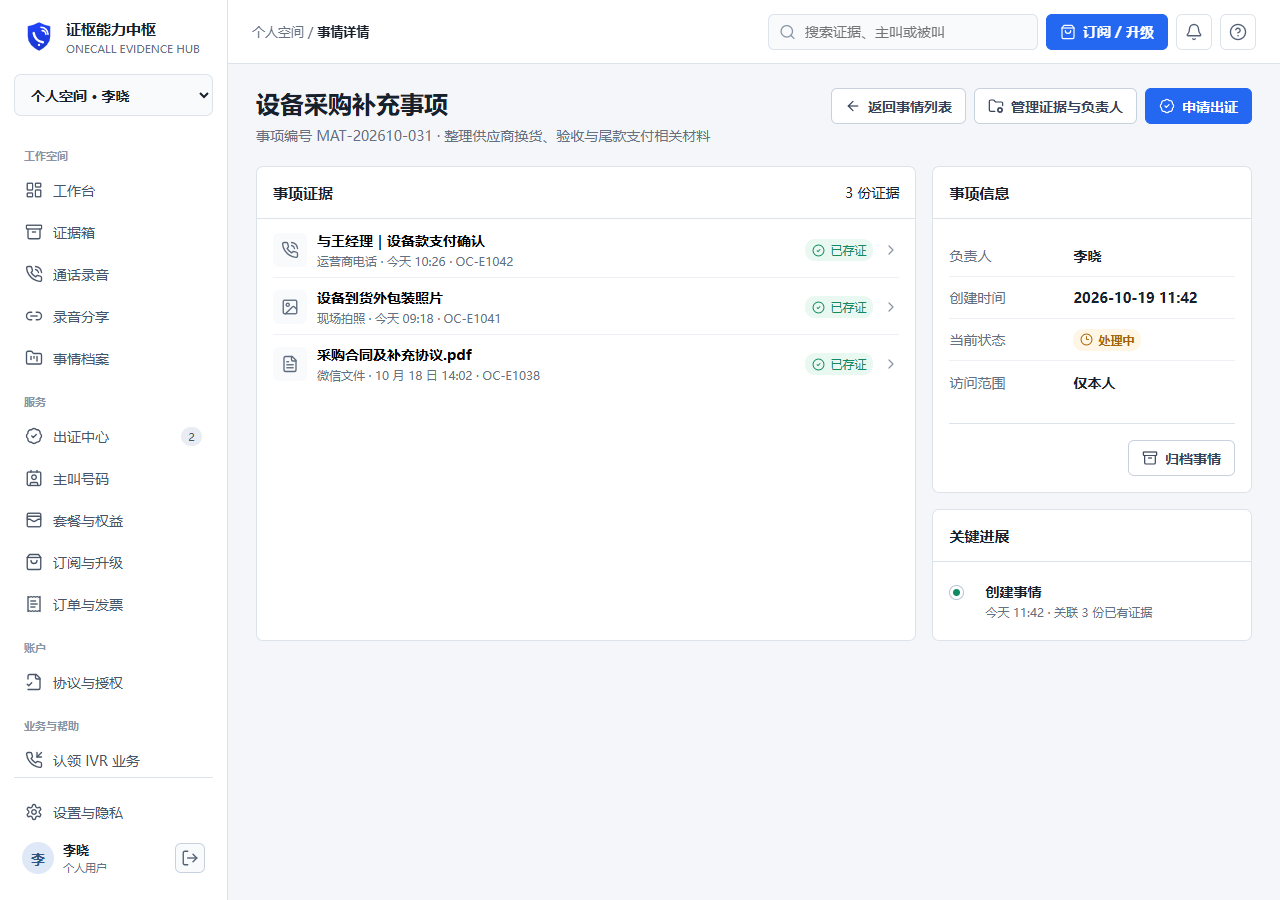 证枢能力中枢
ONECALL EVIDENCE HUB
个人空间 • 李晓
工作空间
工作台
证据箱
通话录音
录音分享
事情档案
服务
出证中心
2
主叫号码
套餐与权益
订阅与升级
订单与发票
账户
协议与授权
业务与帮助
认领 IVR 业务
设置与隐私
李
李晓
个人用户
个人空间 / 事情详情
搜索证据、主叫或被叫
订阅 / 升级
设备采购补充事项
事项编号 MAT-202610-031 · 整理供应商换货、验收与尾款支付相关材料
返回事情列表
管理证据与负责人
申请出证
事项证据
3 份证据
与王经理｜设备款支付确认
运营商电话 · 今天 10:26 · OC-E1042
已存证
设备到货外包装照片
现场拍照 · 今天 09:18 · OC-E1041
已存证
采购合同及补充协议.pdf
微信文件 · 10 月 18 日 14:02 · OC-E1038
已存证
事项信息
负责人 李晓
创建时间 2026-10-19 11:42
当前状态 处理中
访问范围 仅本人
归档事情
关键进展
创建事情
今天 11:42 · 关联 3 份已有证据